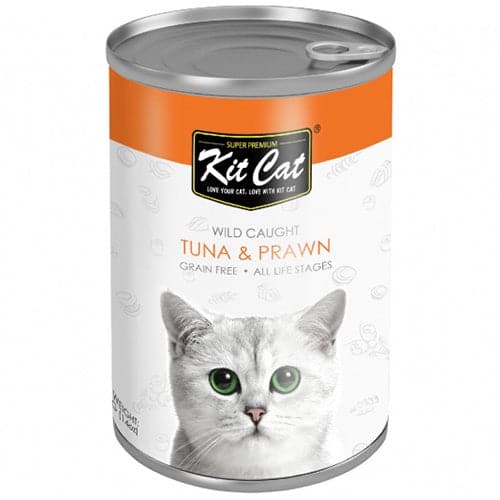 SUPER PREMIUM
Kit Cat®
LOVE YOUR CAT, LOVE WITH KIT CAT
WILD CAUGHT
TUNA & PRAWN
GRAIN FREE • ALL LIFE STAGES
WEIGHT: